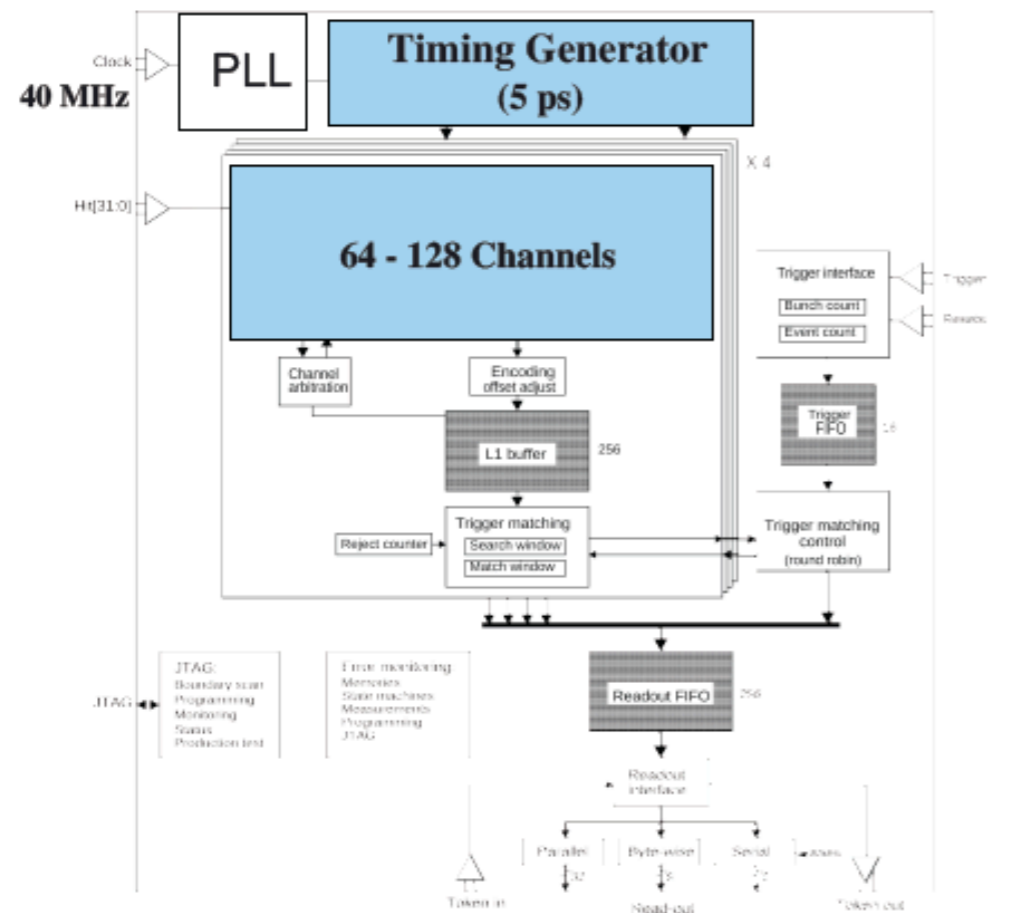 Clock
40 MHz
PLL
Timing Generator
(5 ps)
X 4
Hit[31:0]
64 - 128 Channels
Trigger interface
Bunch count
Event count
Trigger
Channel
arbitration
Encoding
offset adjust
Trigger
FIFO
16
L1 buffer
256
Trigger matching
Search window
Match window
Reject counter
Trigger matching
control
(round robin)
JTAG
JTAG:
Boundary scan
Programming
Monitoring
Status
Production test
Error monitoring
Memories
State machines
Measurements
Programming
JTAG
Readout FIFO
256
Readout
interface
Parallel
Byte-wise
Serial
32
8
Token in
Read-out
Token out